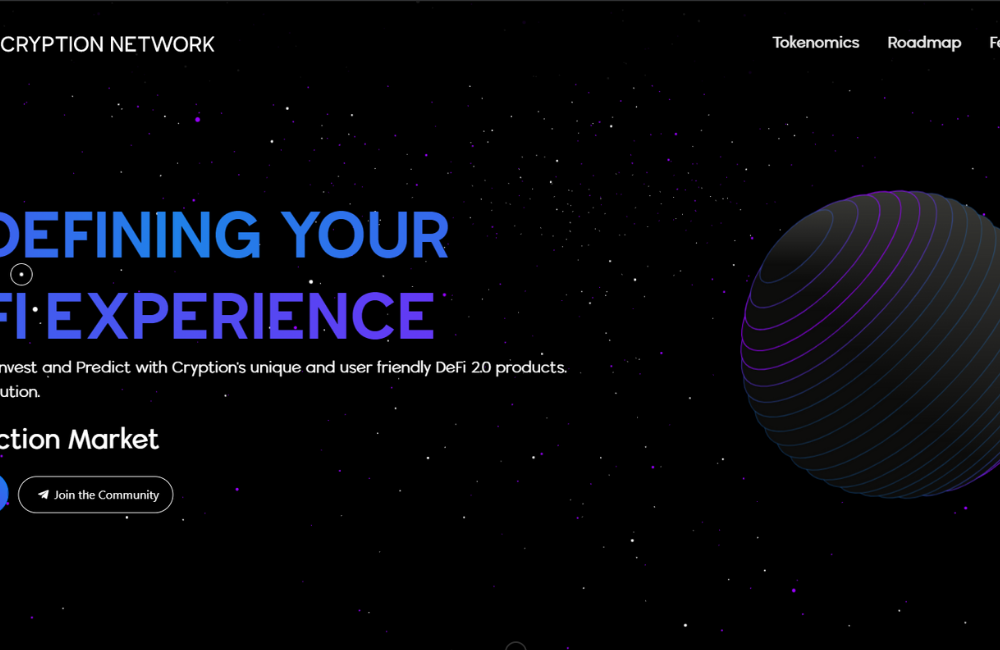 CRYPTION NETWORK
Tokenomics Roadmap Fe
DEFINING YOUR
FI EXPERIENCE
nvest and Predict with Cryption's unique and user friendly DeFi 2.0 products.
ution.
ction Market
Join the Community